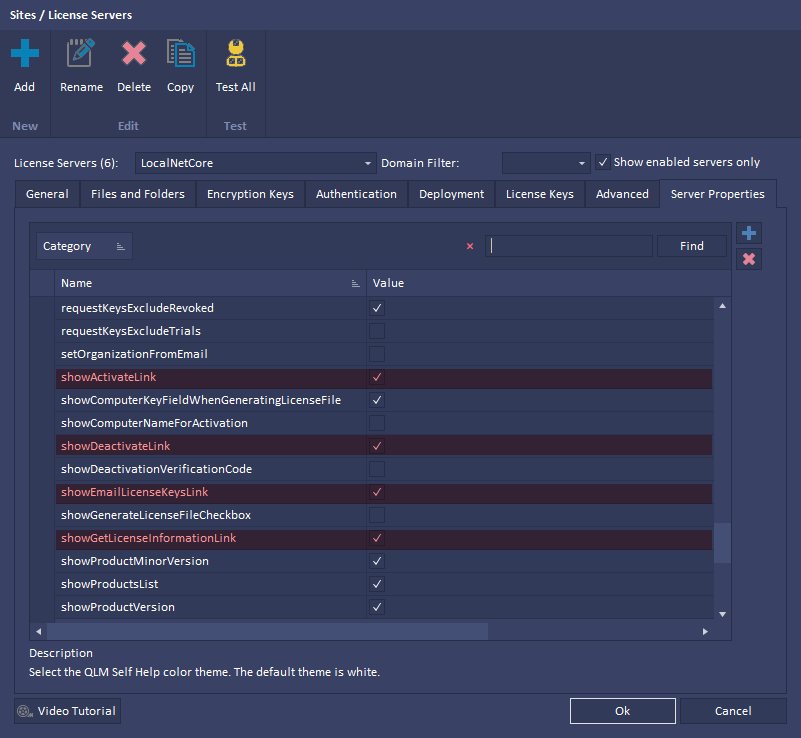 Sites / License Servers
Add Rename Delete Copy Test All
New Edit Test
License Servers (6): LocalNetCore Domain Filter: Show enabled servers only
General Files and Folders Encryption Keys Authentication Deployment License Keys Advanced Server Properties
Category Find
Name Value
requestKeysExcludeRevoked
requestKeysExcludeTrials
setOrganizationFromEmail
showActivateLink
showComputerKeyFieldWhenGeneratingLicenseFile
showComputerNameForActivation
showDeactivateLink
showDeactivationVerificationCode
showEmailLicenseKeysLink
showGenerateLicenseFileCheckbox
showGetLicenseInformationLink
showProductMinorVersion
showProductsList
showProductVersion
Description
Select the QLM Self Help color theme. The default theme is white.
Video Tutorial Ok Cancel